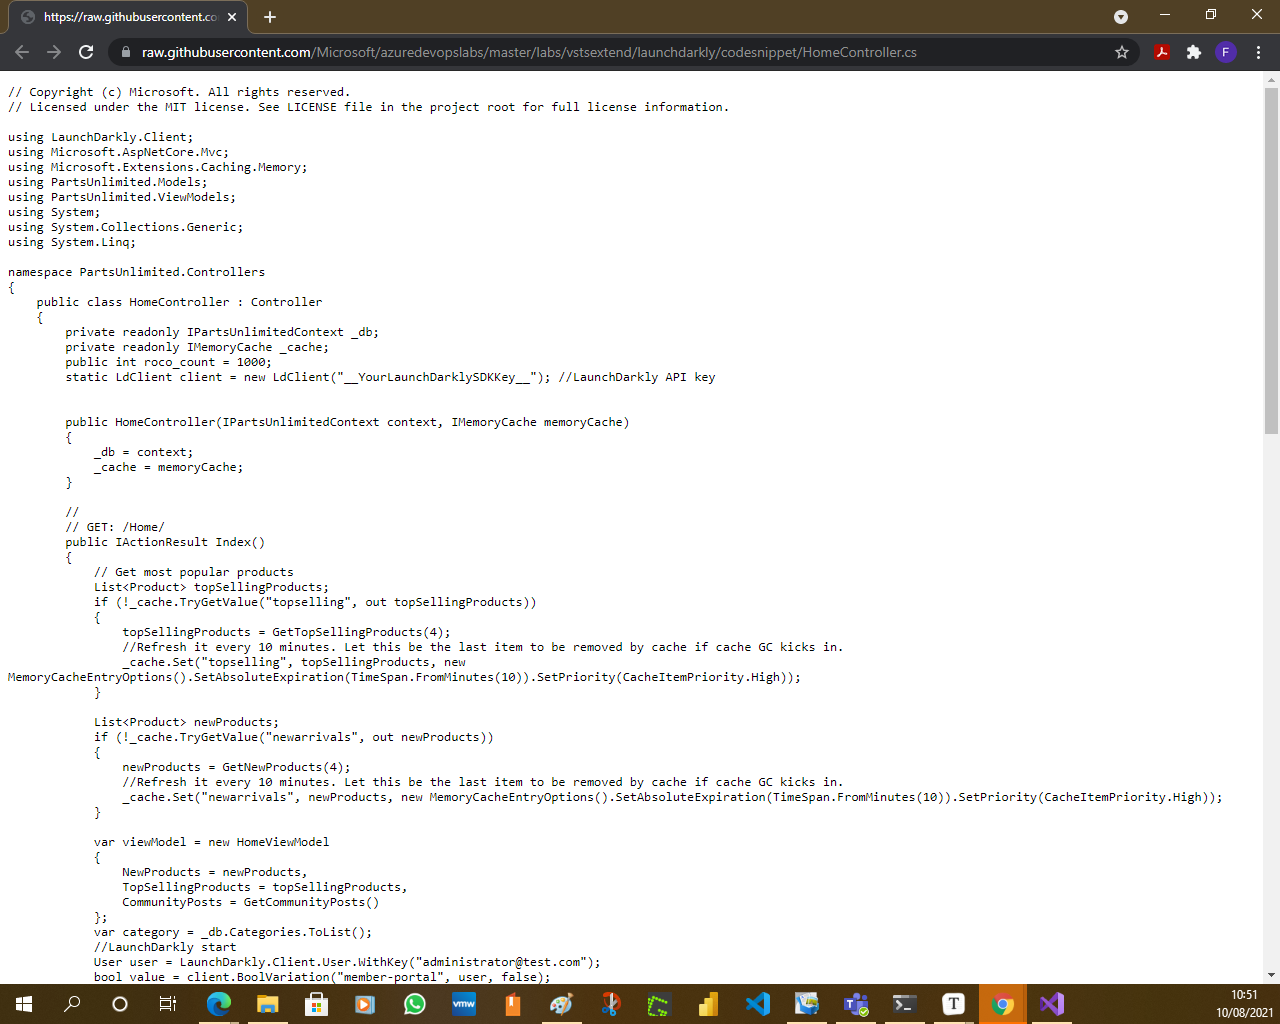 https://raw.githubusercontent.co
raw.githubusercontent.com/Microsoft/azuredevopslabs/master/labs/vstsextend/launchdarkly/codesnippet/HomeController.cs
F
// Copyright (c) Microsoft. All rights reserved.
// Licensed under the MIT license. See LICENSE file in the project root for full license information.

using LaunchDarkly.Client;
using Microsoft.AspNetCore.Mvc;
using Microsoft.Extensions.Caching.Memory;
using PartsUnlimited.Models;
using PartsUnlimited.ViewModels;
using System;
using System.Collections.Generic;
using System.Linq;

namespace PartsUnlimited.Controllers
{
    public class HomeController : Controller
    {
        private readonly IPartsUnlimitedContext _db;
        private readonly IMemoryCache _cache;
        public int roco_count = 1000;
        static LdClient client = new LdClient("__YourLaunchDarklySDKKey__"); //LaunchDarkly API key

        public HomeController(IPartsUnlimitedContext context, IMemoryCache memoryCache)
        {
            _db = context;
            _cache = memoryCache;
        }

        //
        // GET: /Home/
        public IActionResult Index()
        {
            // Get most popular products
            List<Product> topSellingProducts;
            if (!_cache.TryGetValue("topselling", out topSellingProducts))
            {
                topSellingProducts = GetTopSellingProducts(4);
                //Refresh it every 10 minutes. Let this be the last item to be removed by cache if cache GC kicks in.
                _cache.Set("topselling", topSellingProducts, new
MemoryCacheEntryOptions().SetAbsoluteExpiration(TimeSpan.FromMinutes(10)).SetPriority(CacheItemPriority.High));
            }

            List<Product> newProducts;
            if (!_cache.TryGetValue("newarrivals", out newProducts))
            {
                newProducts = GetNewProducts(4);
                //Refresh it every 10 minutes. Let this be the last item to be removed by cache if cache GC kicks in.
                _cache.Set("newarrivals", newProducts, new MemoryCacheEntryOptions().SetAbsoluteExpiration(TimeSpan.FromMinutes(10)).SetPriority(CacheItemPriority.High));
            }

            var viewModel = new HomeViewModel
            {
                NewProducts = newProducts,
                TopSellingProducts = topSellingProducts,
                CommunityPosts = GetCommunityPosts()
            };
            var category = _db.Categories.ToList();
            //LaunchDarkly start
            User user = LaunchDarkly.Client.User.WithKey("administrator@test.com");
            bool value = client.BoolVariation("member-portal", user, false);
vmw
T
10:51
10/08/2021